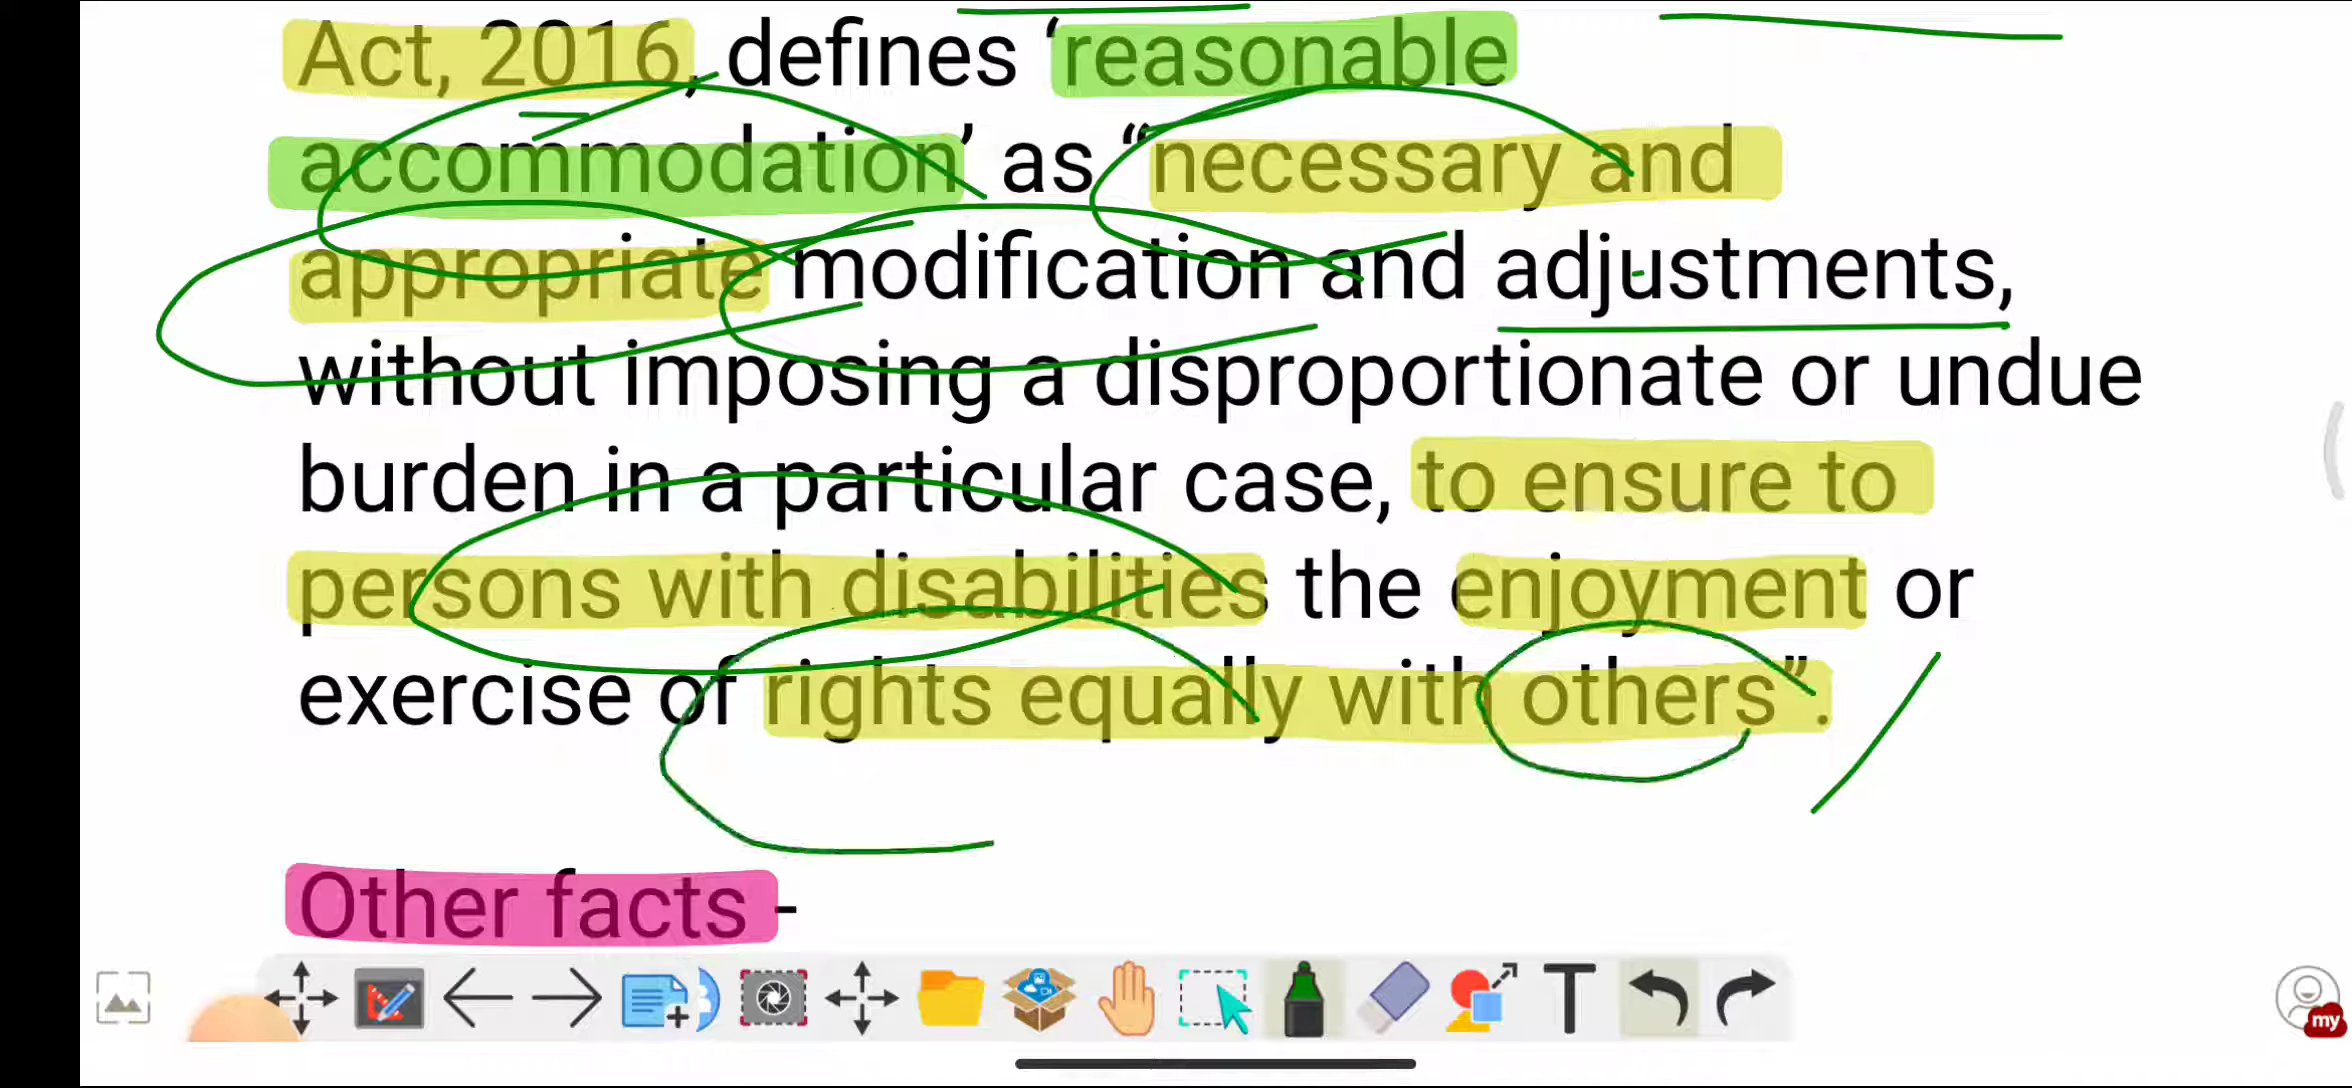 Act, 2016, defines ‘reasonable
accommodation’ as “necessary and
appropriate modification and adjustments,
without imposing a disproportionate or undue
burden in a particular case, to ensure to
persons with disabilities the enjoyment or
exercise of rights equally with others”.
Other facts -
T
my